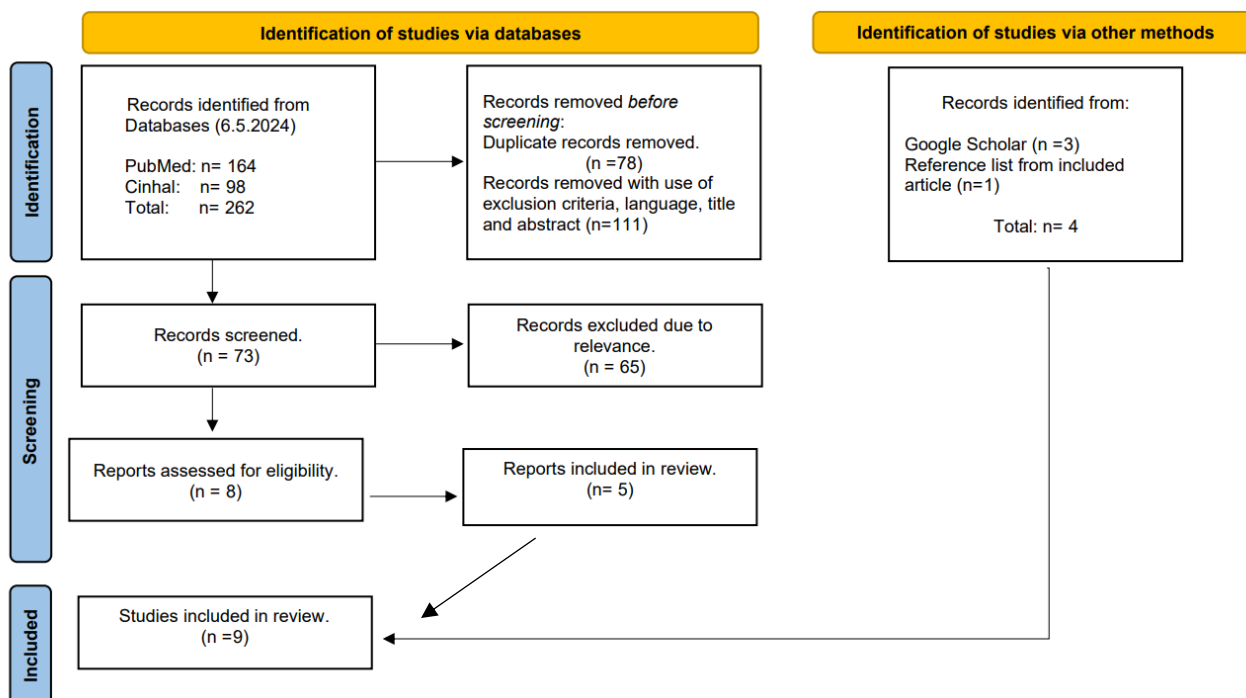 Identification of studies via databases
Identification of studies via other methods
Identification
Records identified from
Databases (6.5.2024)
PubMed: n= 164
Cinhal: n= 98
Total: n= 262
Records removed before
screening:
Duplicate records removed.
(n =78)
Records removed with use of
exclusion criteria, language, title
and abstract (n=111)
Records identified from:
Google Scholar (n =3)
Reference list from included
article (n=1)
Total: n= 4
Screening
Records screened.
(n = 73)
Records excluded due to
relevance.
(n = 65)
Reports assessed for eligibility.
(n = 8)
Reports included in review.
(n= 5)
Included
Studies included in review.
(n =9)